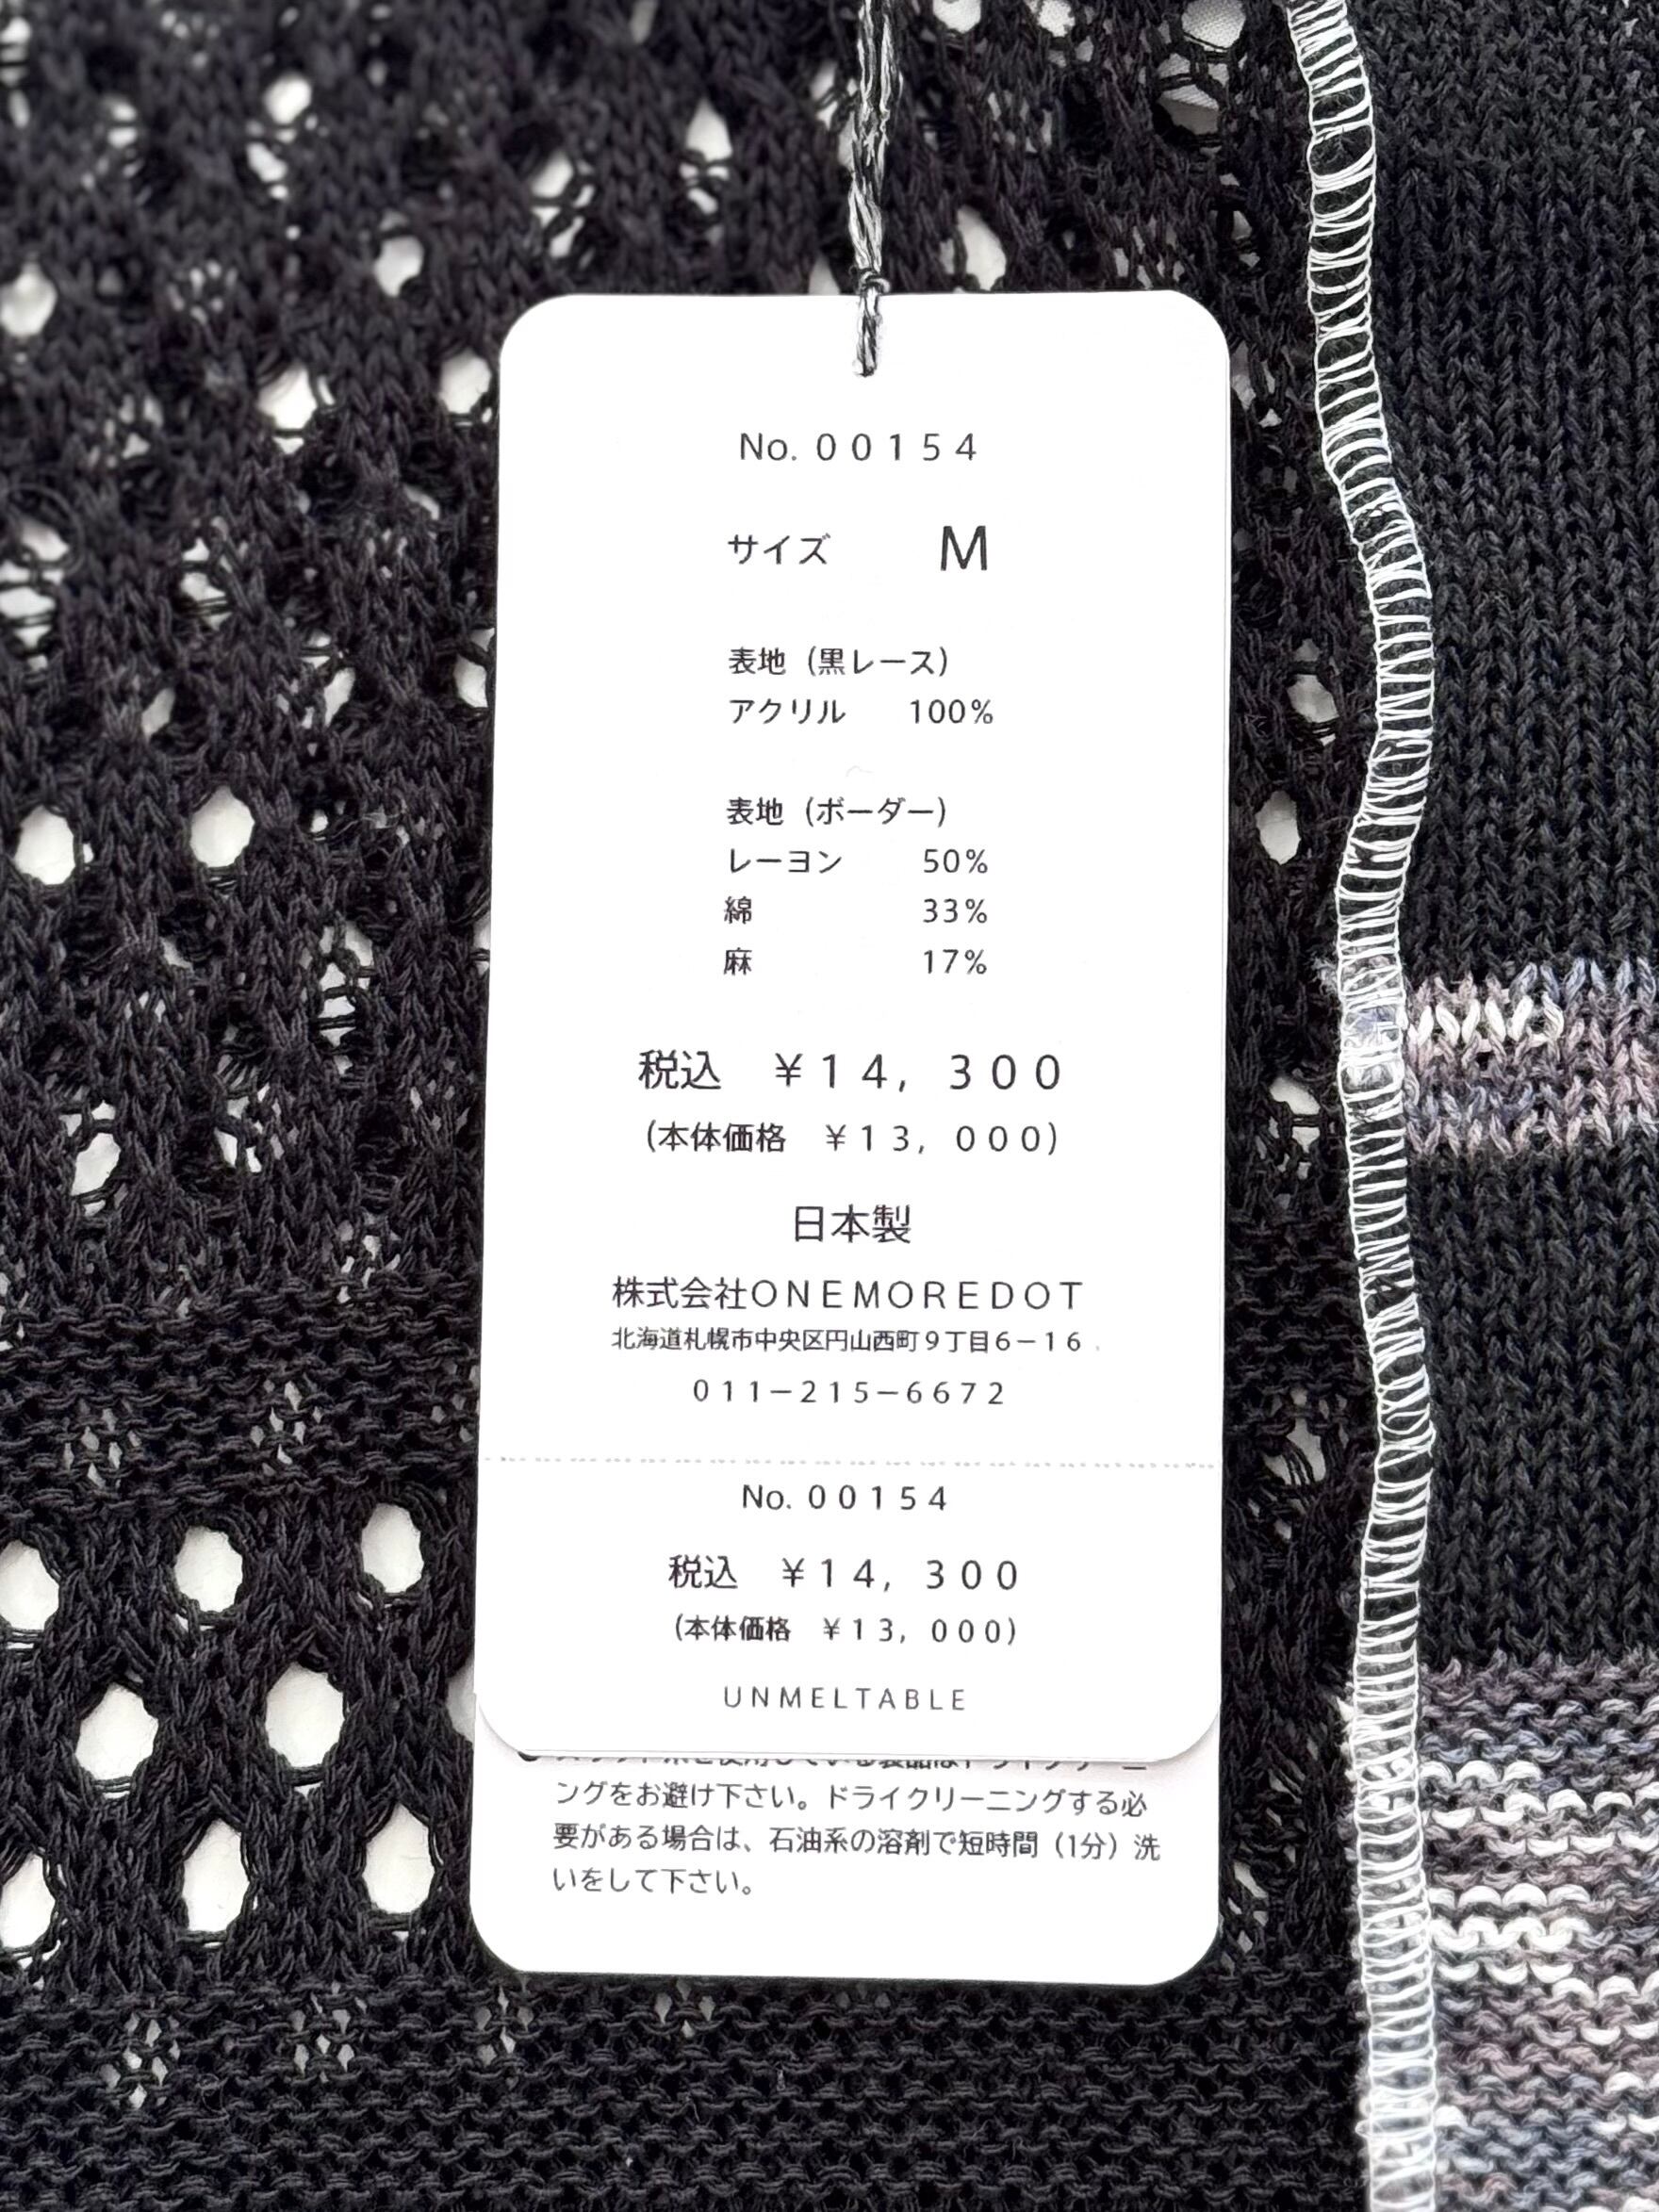 No. 00154
サイズ M
表地（黒レース）
アクリル 100%
表地（ボーダー）
レーヨン 50%
綿 33%
麻 17%
税込 ¥14,300
（本体価格 ¥13,000）
日本製
株式会社ONEMOREDOT
北海道札幌市中央区円山西町9丁目6－16
011－215－6672
No. 00154
税込 ¥14,300
（本体価格 ¥13,000）
UNMELTABLE
ングをお避け下さい。ドライクリーニングする必
要がある場合は、石油系の溶剤で短時間（1分）洗
いをして下さい。